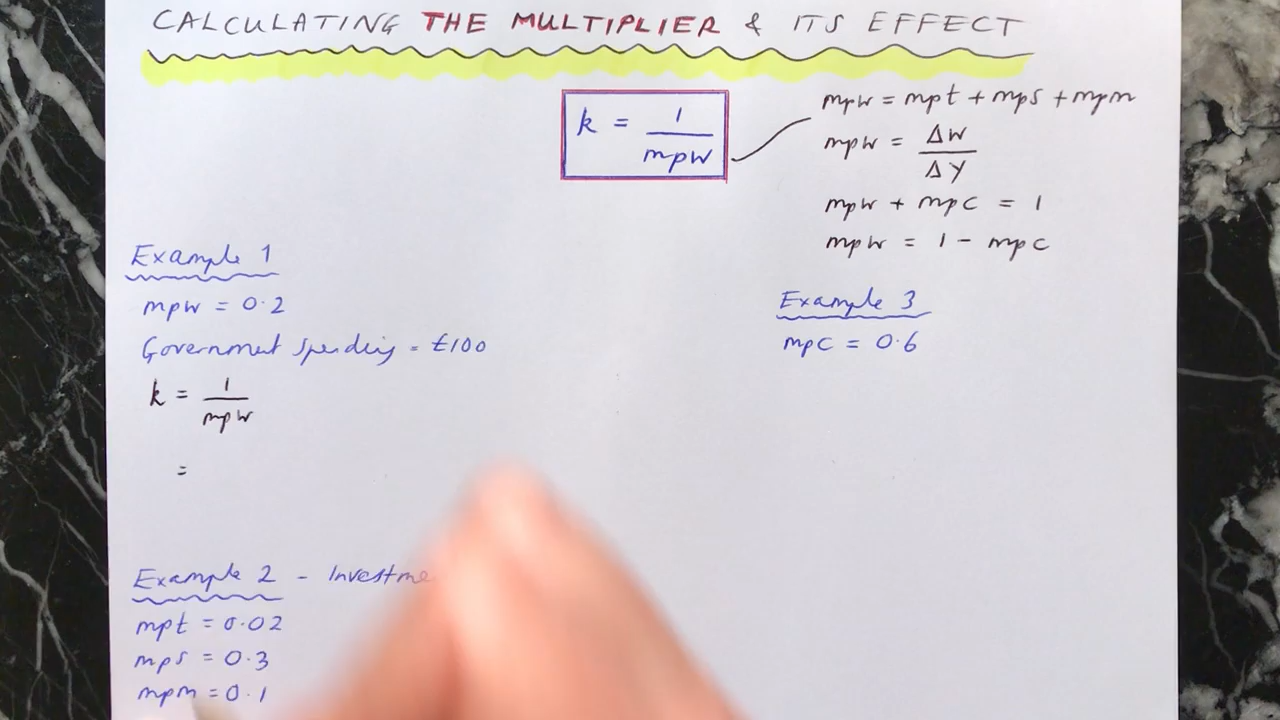 CALCULATING THE MULTIPLIER & ITS EFFECT
k = 1/mpw
mpw = mpt + mps + mpm
mpw = ΔW/ΔY
mpw + mpc = 1
mpw = 1 - mpc
Example 1
mpw = 0.2
Government spending = £100
k = 1/mpw
=
Example 2 -
mpt = 0.02
mps = 0.3
mpm = 0.1
Example 3
mpc = 0.6